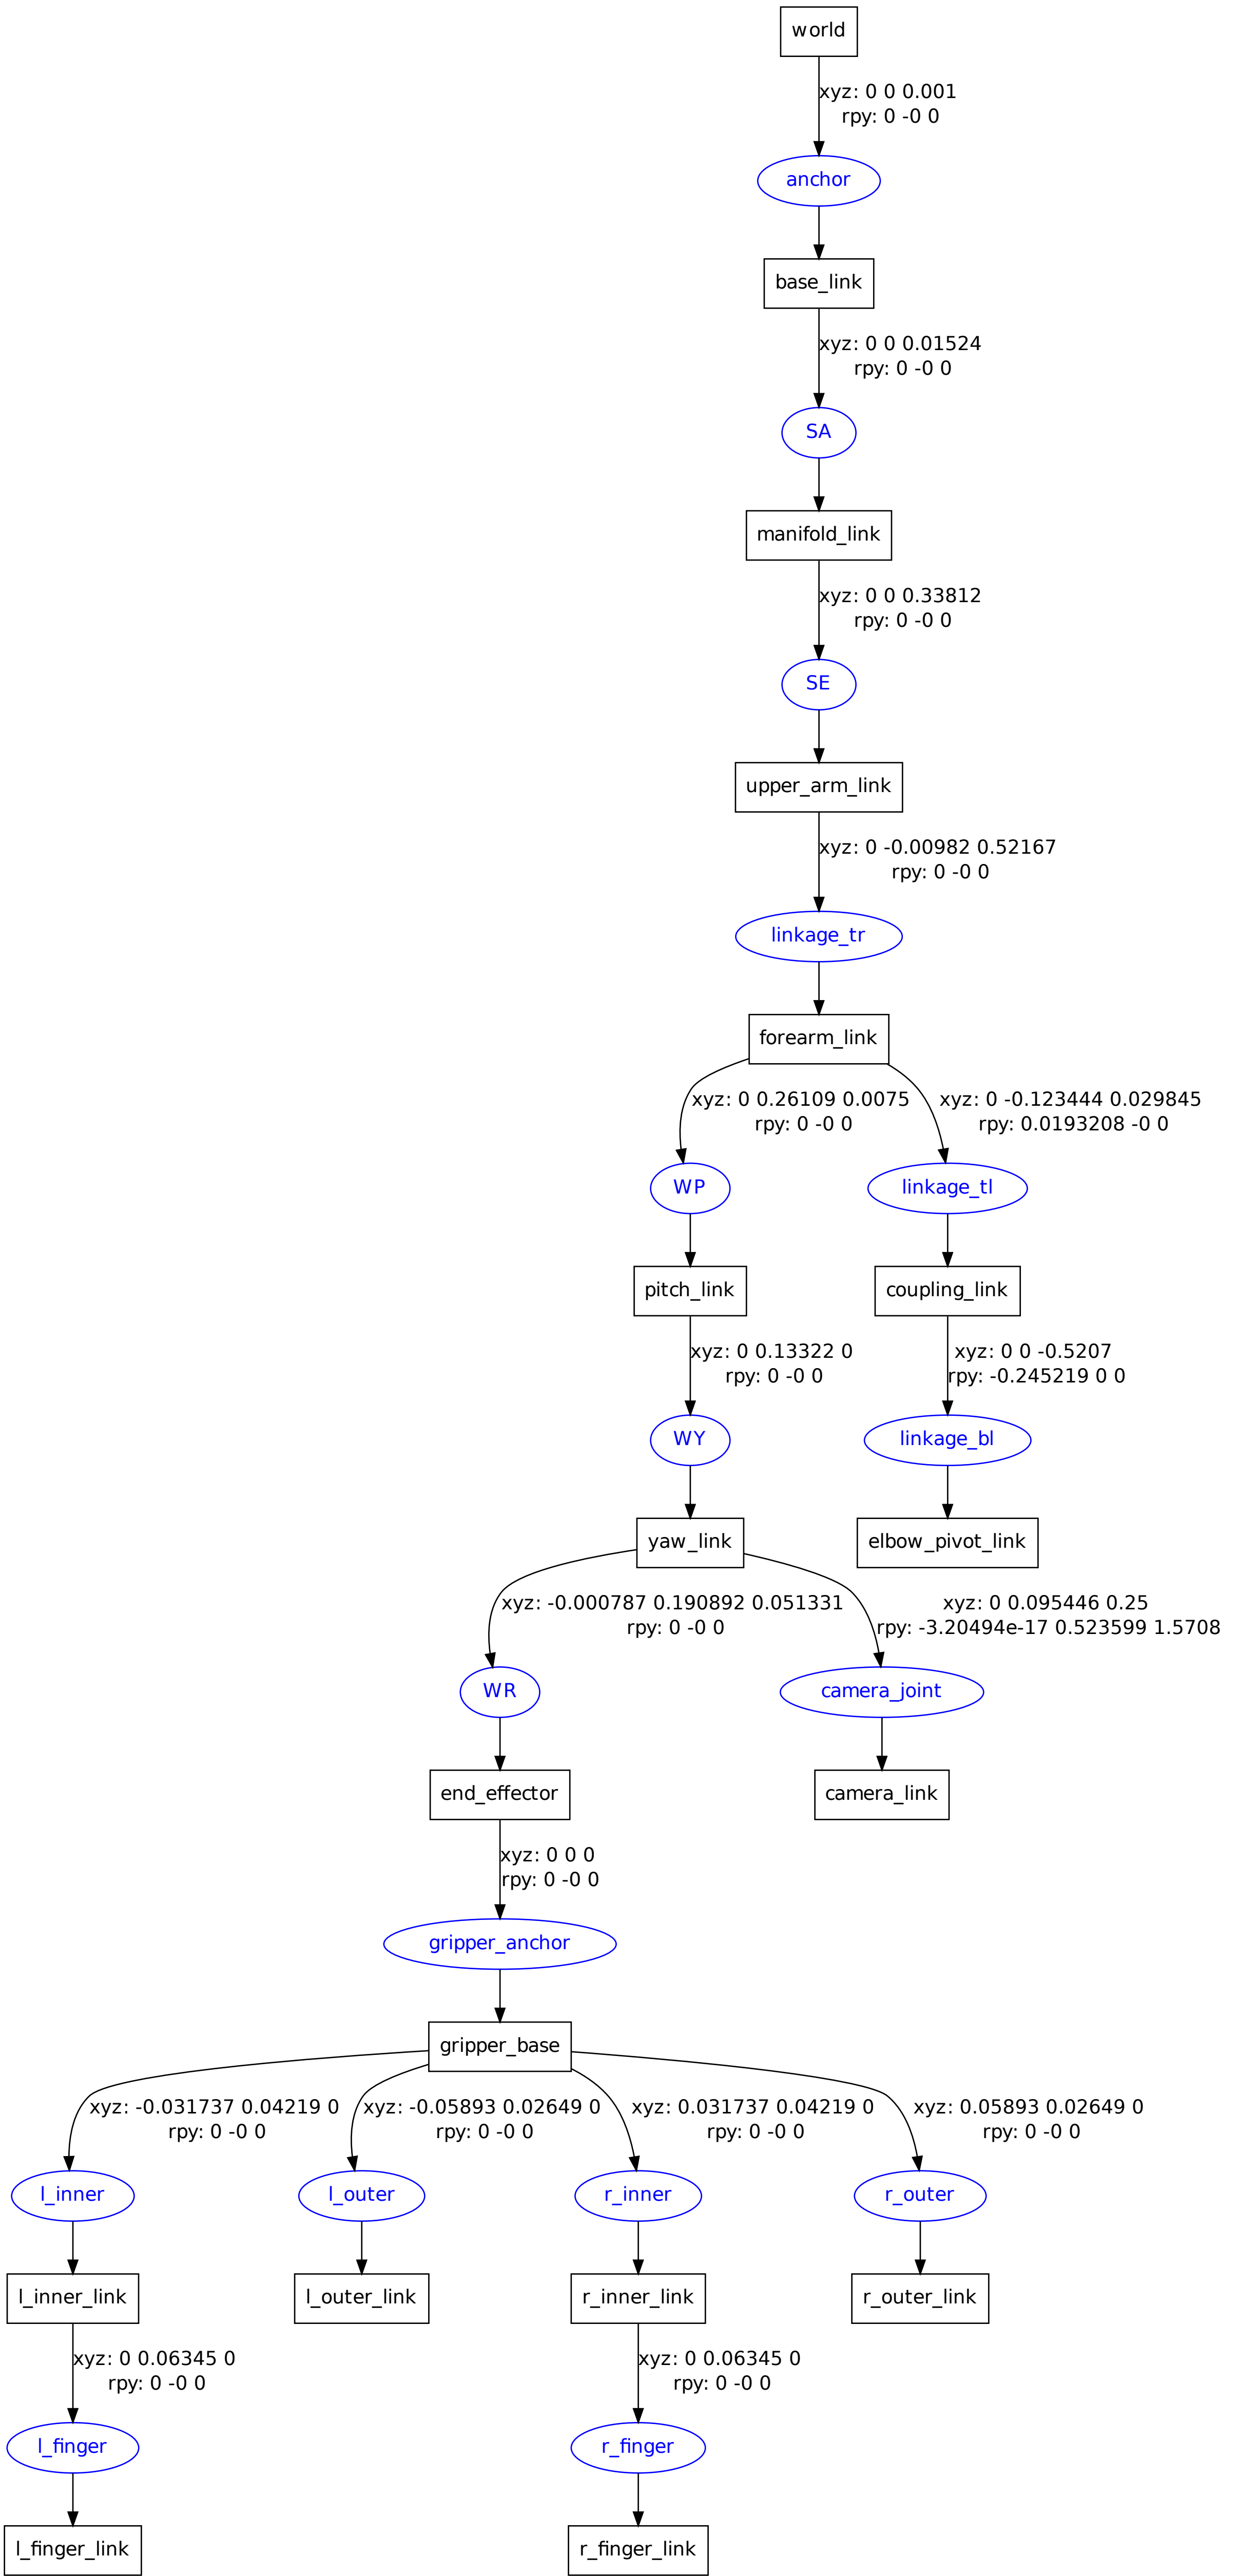 world
xyz: 0 0 0.001
rpy: 0 -0 0
anchor
base_link
xyz: 0 0 0.01524
rpy: 0 -0 0
SA
manifold_link
xyz: 0 0 0.33812
rpy: 0 -0 0
SE
upper_arm_link
xyz: 0 -0.00982 0.52167
rpy: 0 -0 0
linkage_tr
forearm_link
xyz: 0 0.26109 0.0075
rpy: 0 -0 0
xyz: 0 -0.123444 0.029845
rpy: 0.0193208 -0 0
WP
linkage_tl
pitch_link
coupling_link
xyz: 0 0.13322 0
rpy: 0 -0 0
xyz: 0 0 -0.5207
rpy: -0.245219 0 0
WY
linkage_bl
yaw_link
elbow_pivot_link
xyz: -0.000787 0.190892 0.051331
rpy: 0 -0 0
xyz: 0 0.095446 0.25
rpy: -3.20494e-17 0.523599 1.5708
WR
camera_joint
end_effector
camera_link
xyz: 0 0 0
rpy: 0 -0 0
gripper_anchor
gripper_base
xyz: -0.031737 0.04219 0
rpy: 0 -0 0
xyz: -0.05893 0.02649 0
rpy: 0 -0 0
xyz: 0.031737 0.04219 0
rpy: 0 -0 0
xyz: 0.05893 0.02649 0
rpy: 0 -0 0
l_inner
l_outer
r_inner
r_outer
l_inner_link
l_outer_link
r_inner_link
r_outer_link
xyz: 0 0.06345 0
rpy: 0 -0 0
xyz: 0 0.06345 0
rpy: 0 -0 0
l_finger
r_finger
l_finger_link
r_finger_link